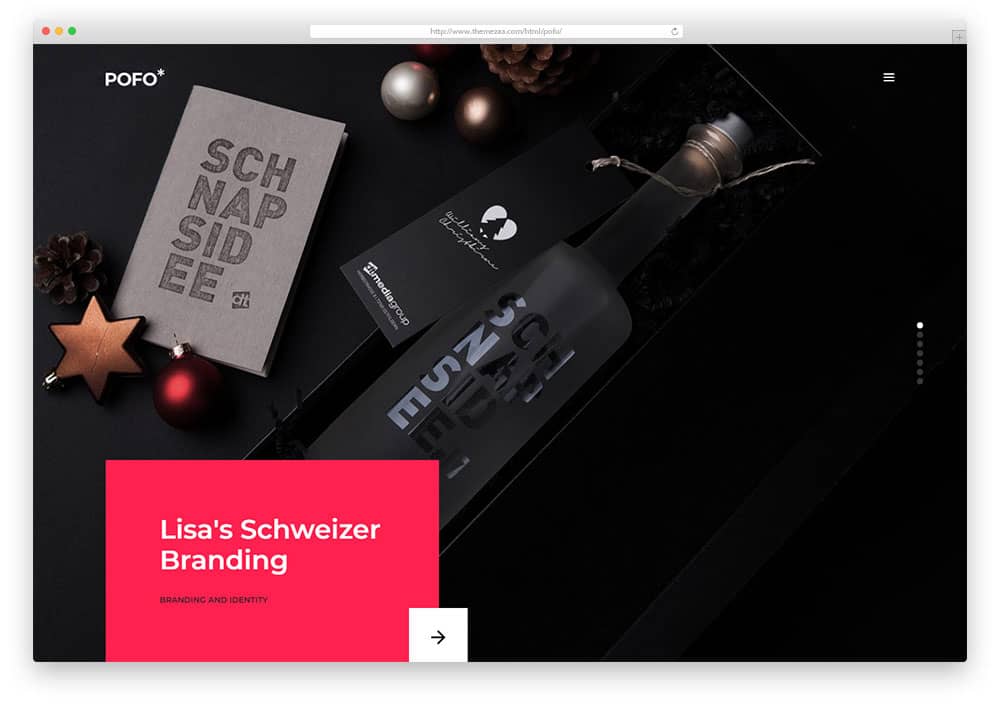 http://www.themezaa.com/html/pofo/
POFO*
SCH
NAP
SID
EE
dt
mediagroup
SCH
NAP
SID
EE
Lisa's Schweizer
Branding
BRANDING AND IDENTITY